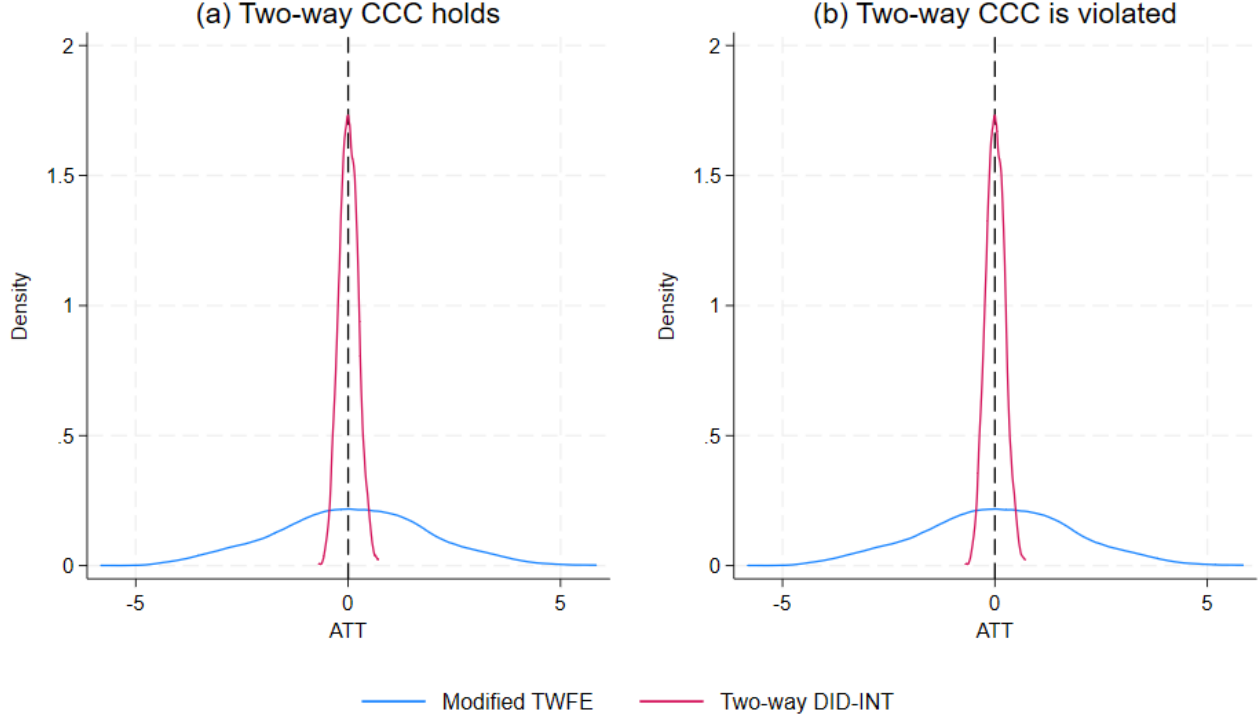 (a) Two-way CCC holds
2
1.5
1
.5
0
Density
-5
0
5
ATT
(b) Two-way CCC is violated
2
1.5
1
.5
0
Density
-5
0
5
ATT
Modified TWFE
Two-way DID-INT